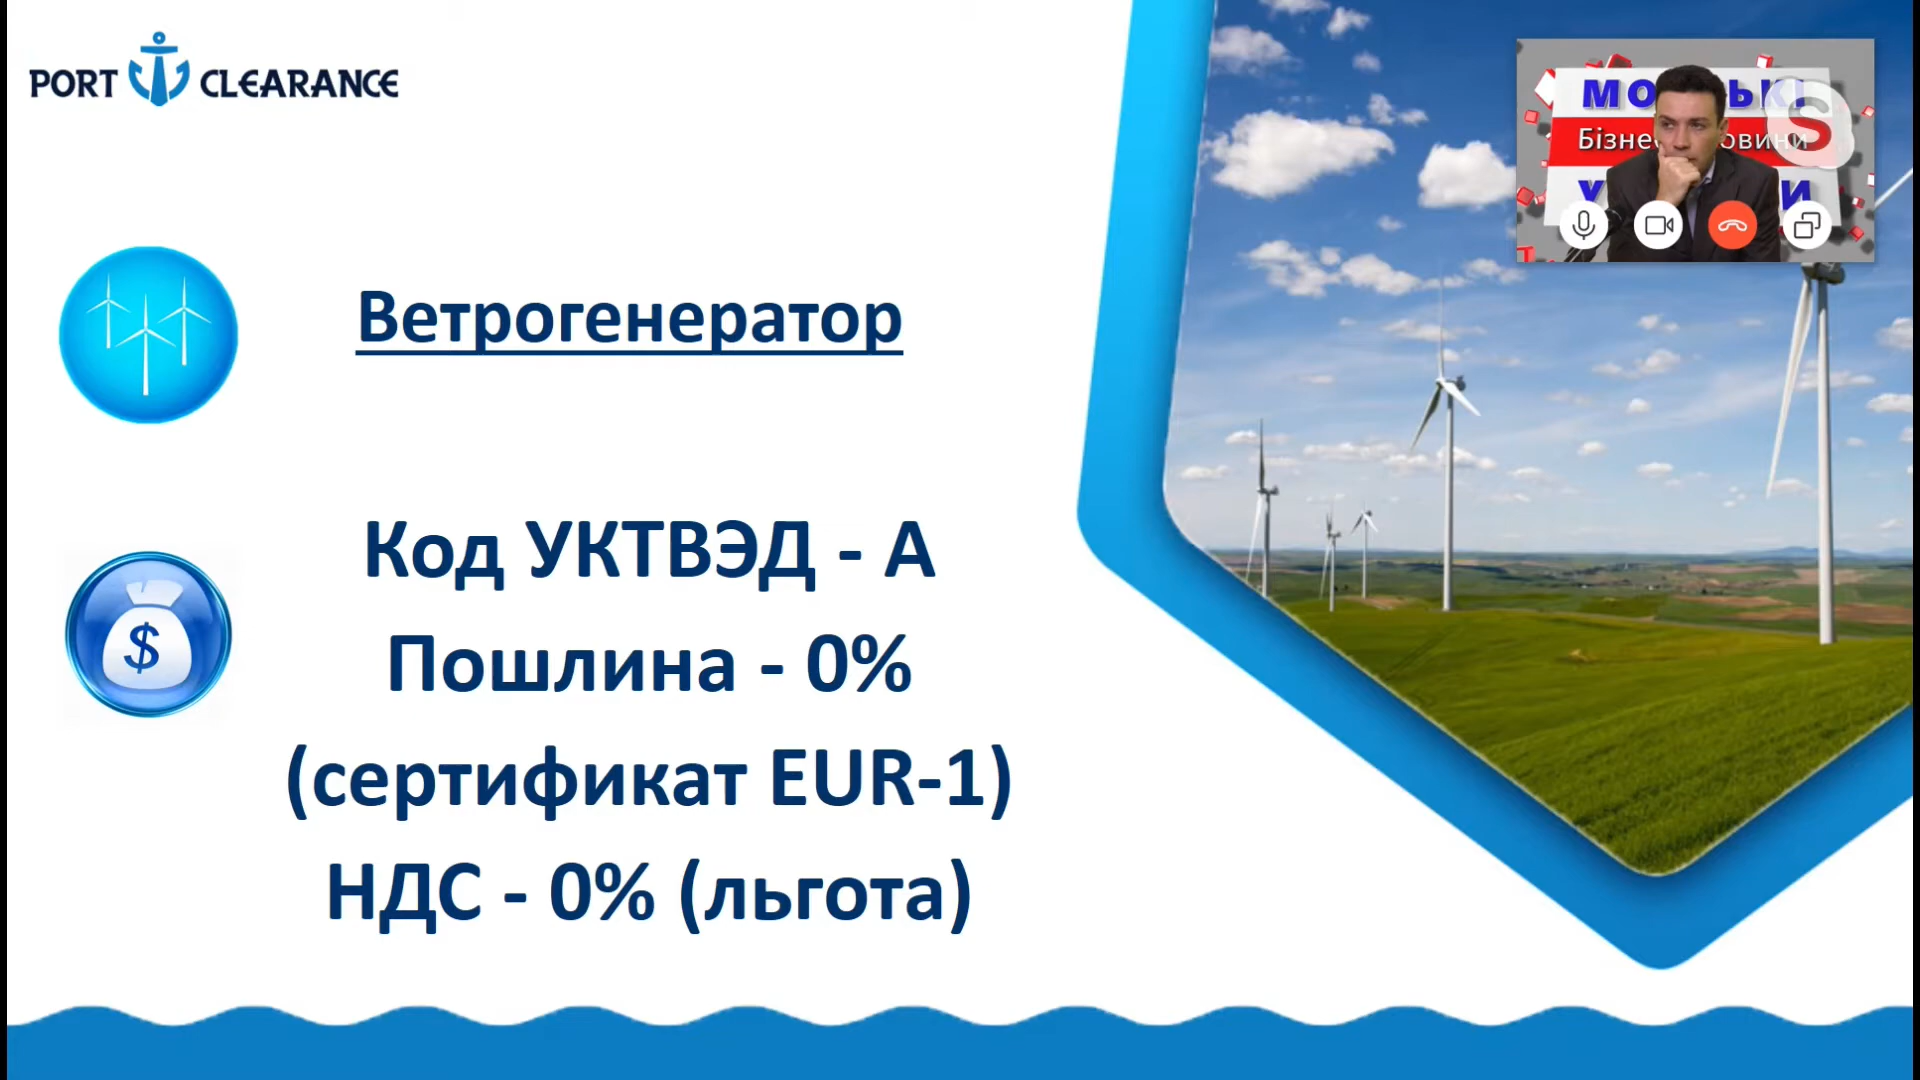 PORT CLEARANCE
Ветрогенератор
Код УКТВЭД - А
Пошлина - 0%
(сертификат EUR-1)
НДС - 0% (льгота)
$
S